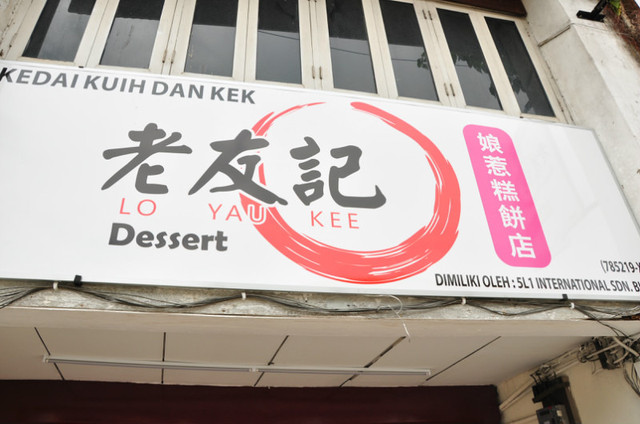 KEDAI KUIH DAN KEK
老友記
LO YAU KEE
Dessert
娘惹糕餅店
(785219-
DIMILIKI OLEH : 5L1 INTERNATIONAL SDN.